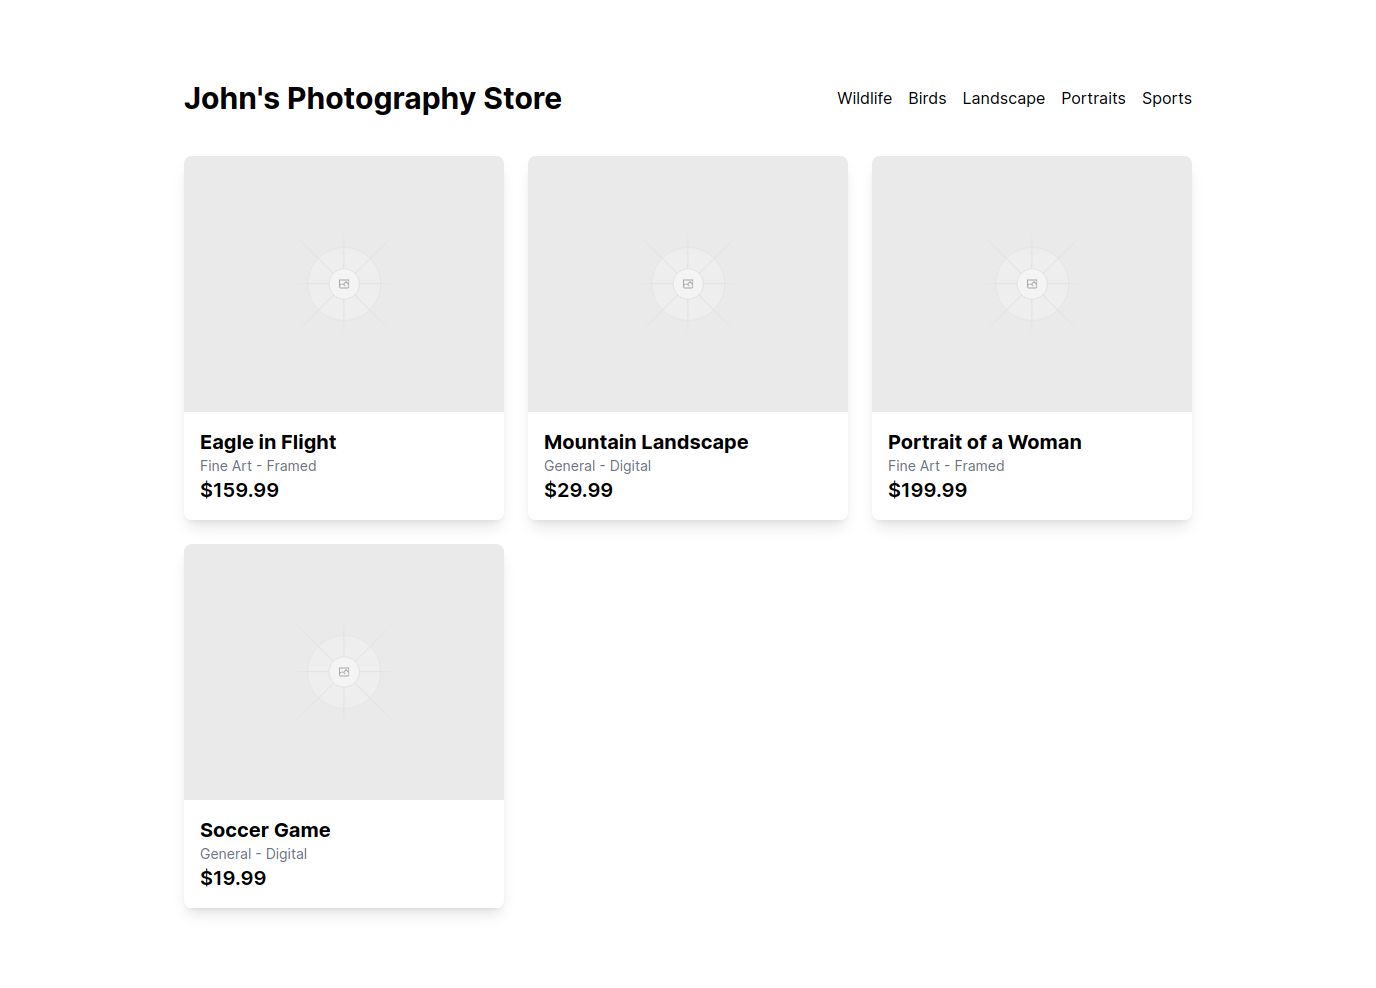 John's Photography Store
Wildlife Birds Landscape Portraits Sports
Eagle in Flight
Fine Art - Framed
$159.99
Mountain Landscape
General - Digital
$29.99
Portrait of a Woman
Fine Art - Framed
$199.99
Soccer Game
General - Digital
$19.99